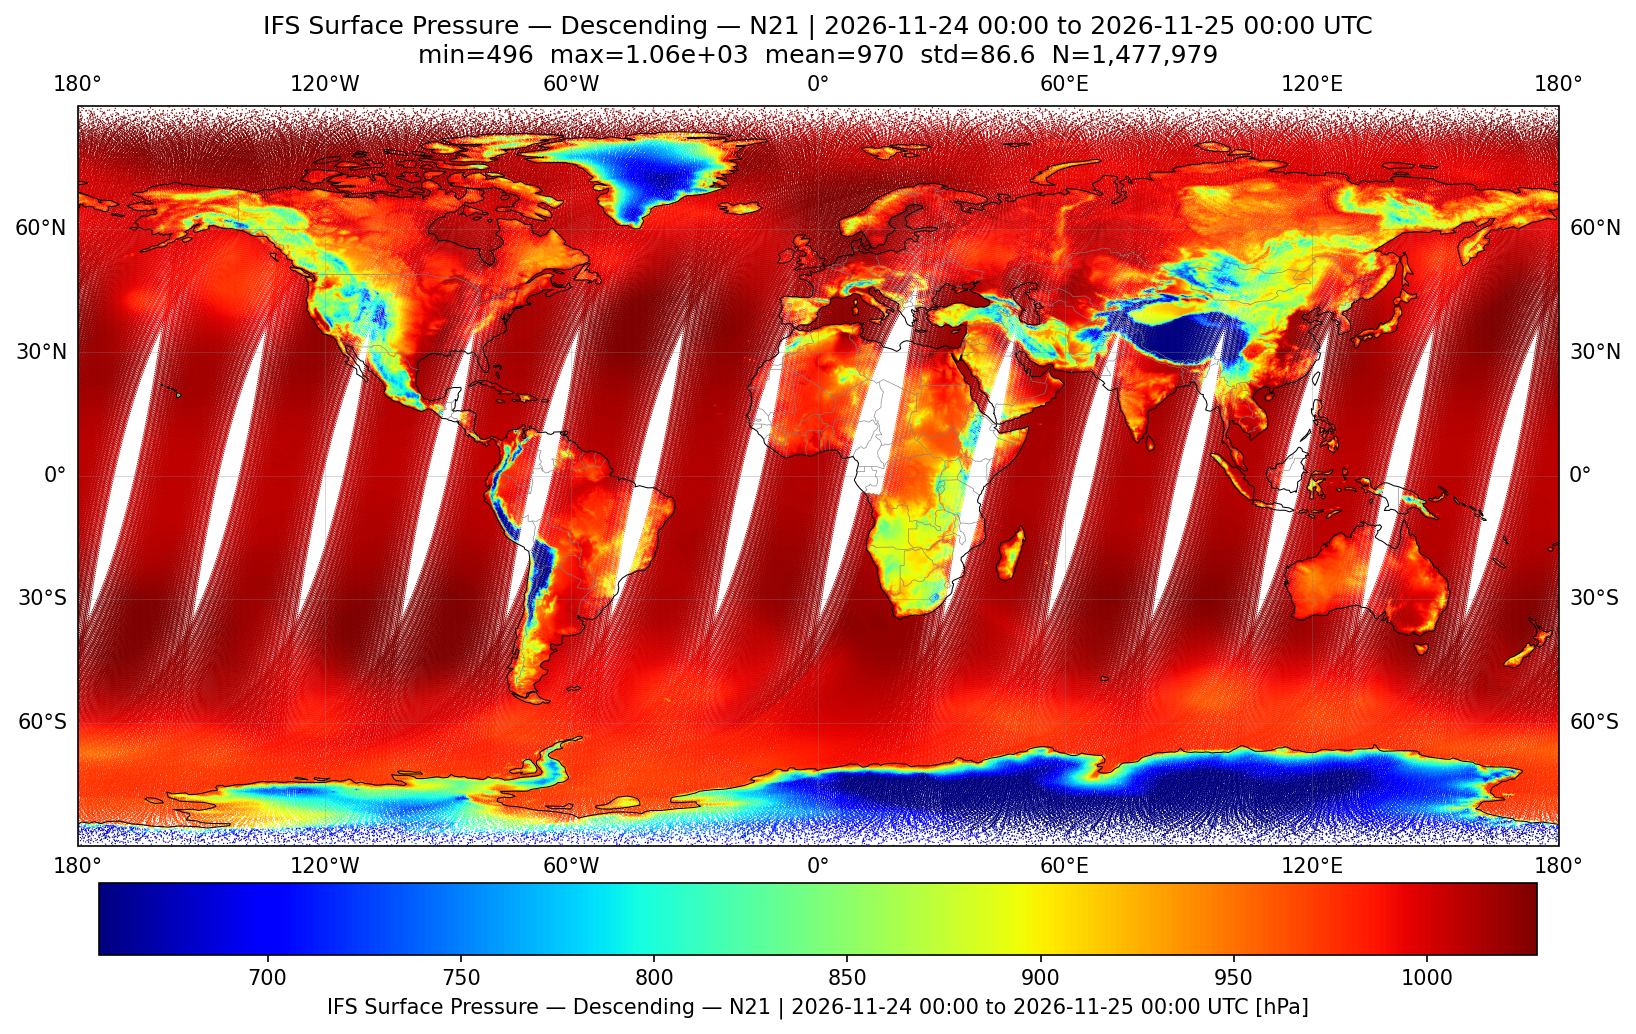 IFS Surface Pressure — Descending — N21 | 2026-11-24 00:00 to 2026-11-25 00:00 UTC
min=496  max=1.06e+03  mean=970  std=86.6  N=1,477,979
180° 120°W 60°W 0° 60°E 120°E 180°
60°N 60°N
30°N 30°N
0° 0°
30°S 30°S
60°S 60°S
180° 120°W 60°W 0° 60°E 120°E 180°
700 750 800 850 900 950 1000
IFS Surface Pressure — Descending — N21 | 2026-11-24 00:00 to 2026-11-25 00:00 UTC [hPa]